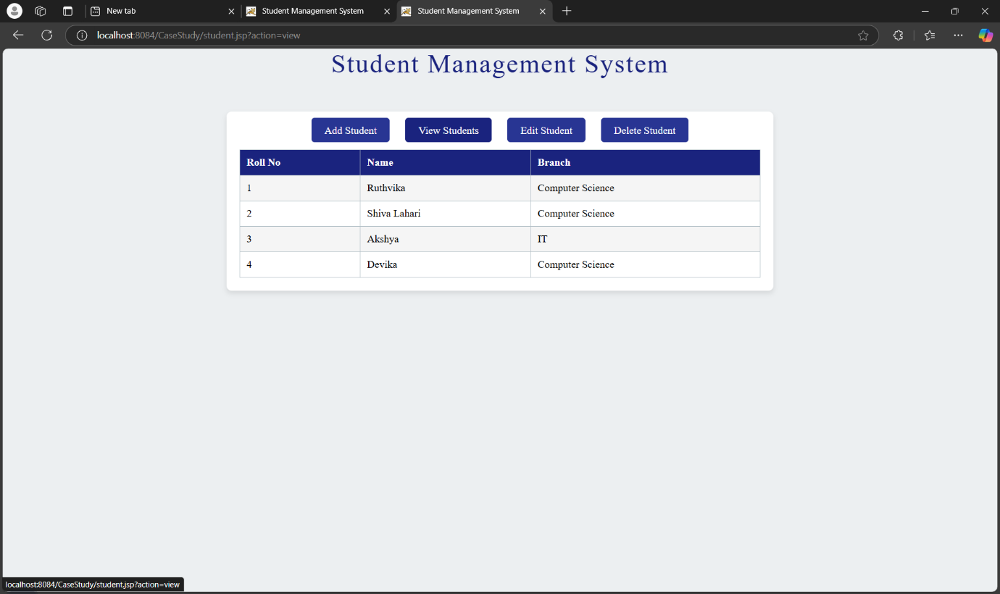 New tab
Student Management System
Student Management System
localhost:8084/CaseStudy/student.jsp?action=view
Student Management System
Add Student View Students Edit Student Delete Student
Roll No Name Branch
1 Ruthvika Computer Science
2 Shiva Lahari Computer Science
3 Akshya IT
4 Devika Computer Science
localhost:8084/CaseStudy/student.jsp?action=view